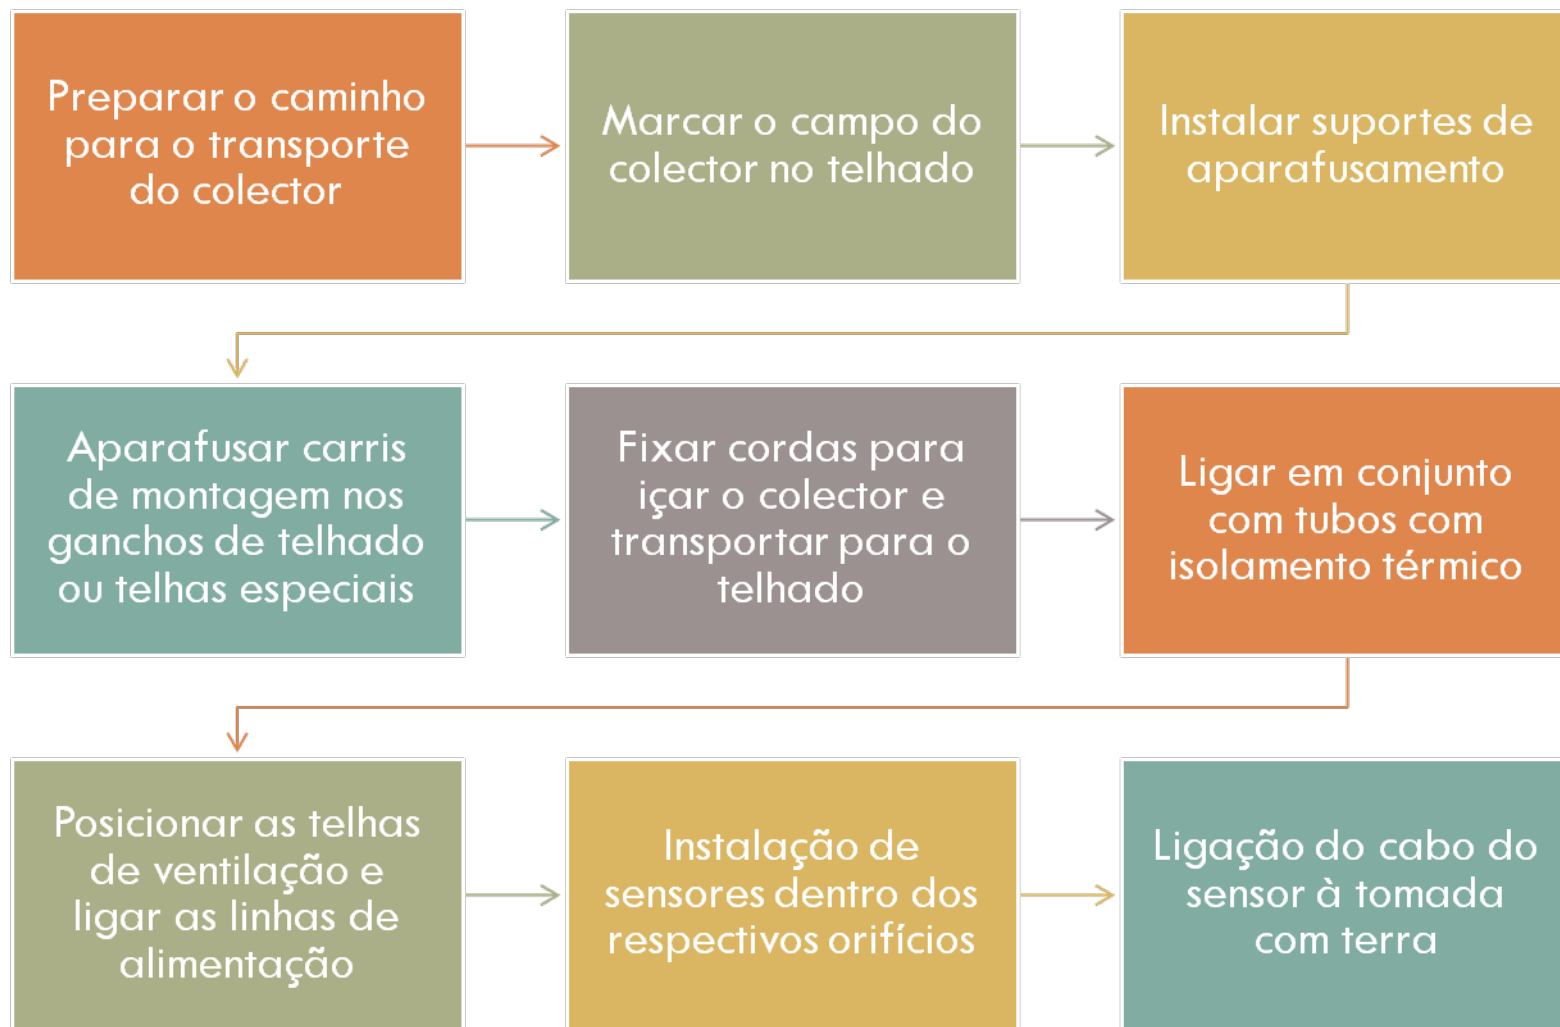 Preparar o caminho
para o transporte
do colector
Marcar o campo do
colector no telhado
Instalar suportes de
aparafusamento
Aparafusar carris
de montagem nos
ganchos de telhado
ou telhas especiais
Fixar cordas para
içar o colector e
transportar para o
telhado
Ligar em conjunto
com tubos com
isolamento térmico
Posicionar as telhas
de ventilação e
ligar as linhas de
alimentação
Instalação de
sensores dentro dos
respectivos orifícios
Ligação do cabo do
sensor à tomada
com terra